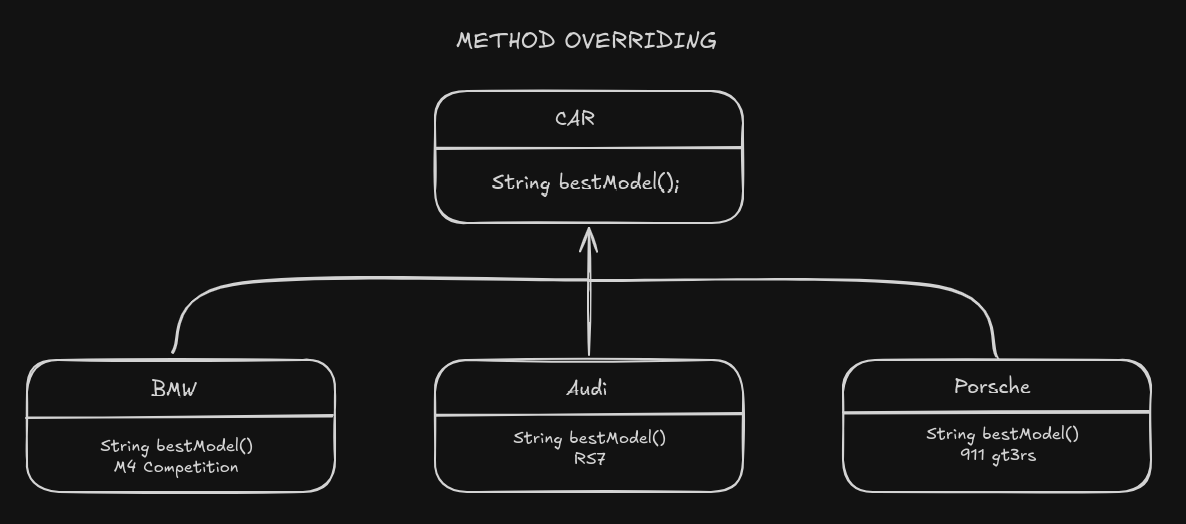 METHOD OVERRIDING
CAR
String bestModel();
BMW
String bestModel()
M4 Competition
Audi
String bestModel()
RS7
Porsche
String bestModel()
911 gt3rs